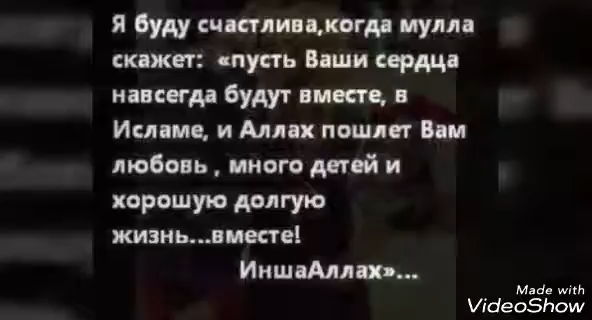 Я буду счастлива,когда мулла
скажет: «пусть Ваши сердца
навсегда будут вместе, в
Исламе, и Аллах пошлет Вам
любовь , много детей и
хорошую долгую
жизнь...вместе!
ИншаАллах»...
Made with
VideoShow